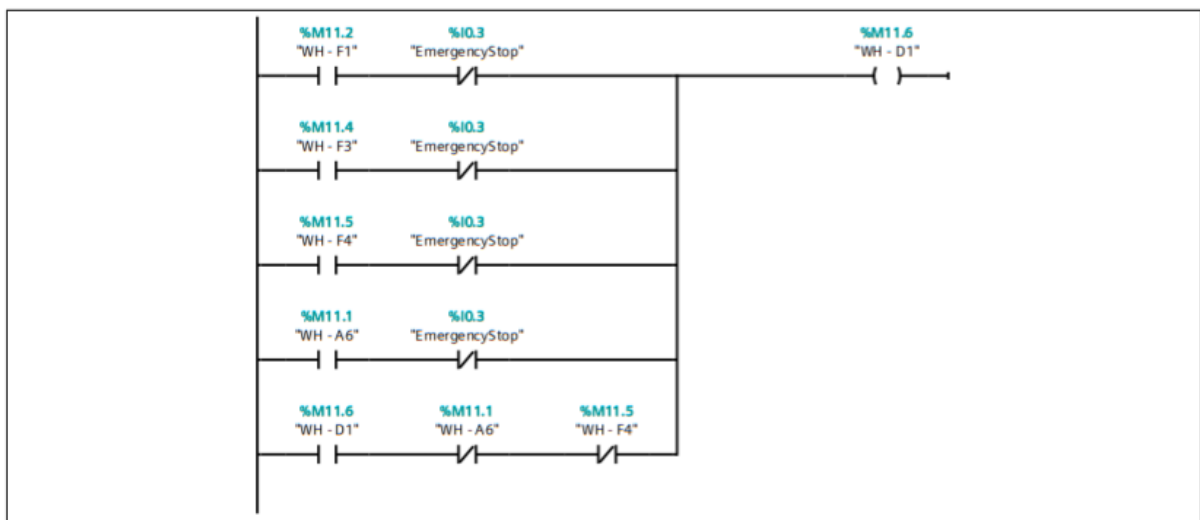 %M11.2 %I0.3 %M11.6
"WH - F1" "EmergencyStop" "WH - D1"
%M11.4 %I0.3
"WH - F3" "EmergencyStop"
%M11.5 %I0.3
"WH - F4" "EmergencyStop"
%M11.1 %I0.3
"WH - A6" "EmergencyStop"
%M11.6 %M11.1 %M11.5
"WH - D1" "WH - A6" "WH - F4"